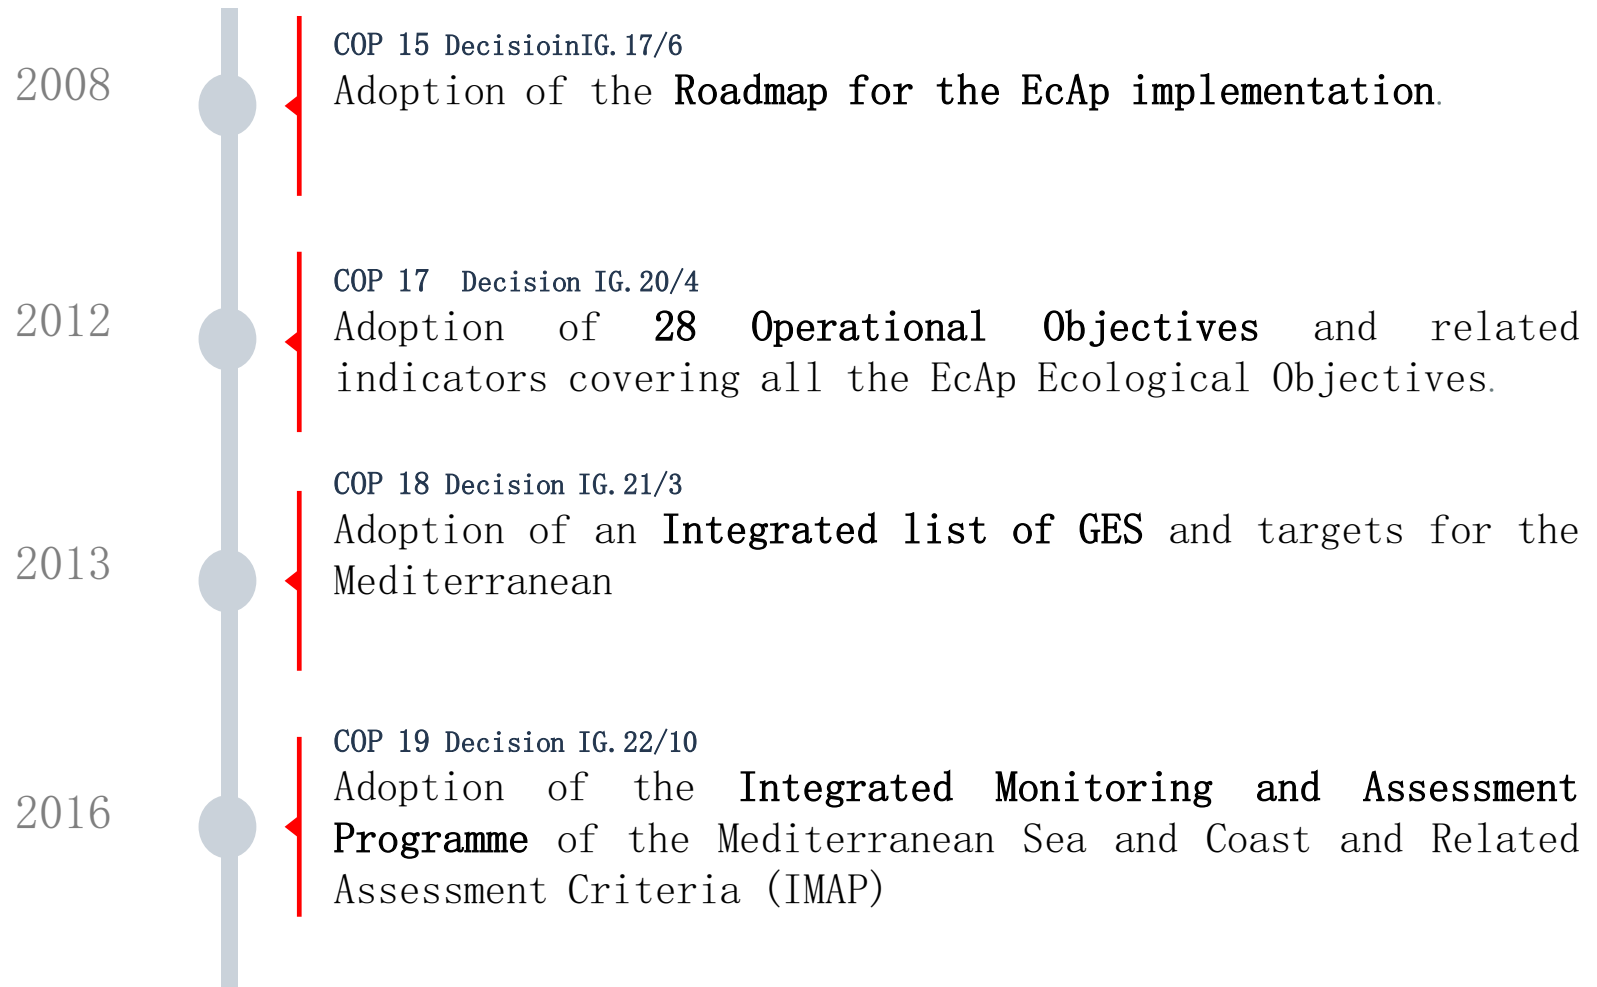 2008
COP 15 DecisioinIG.17/6
Adoption of the Roadmap for the EcAp implementation.
2012
COP 17 Decision IG.20/4
Adoption of 28 Operational Objectives and related
indicators covering all the EcAp Ecological Objectives.
2013
COP 18 Decision IG.21/3
Adoption of an Integrated list of GES and targets for the
Mediterranean
2016
COP 19 Decision IG.22/10
Adoption of the Integrated Monitoring and Assessment
Programme of the Mediterranean Sea and Coast and Related
Assessment Criteria (IMAP)